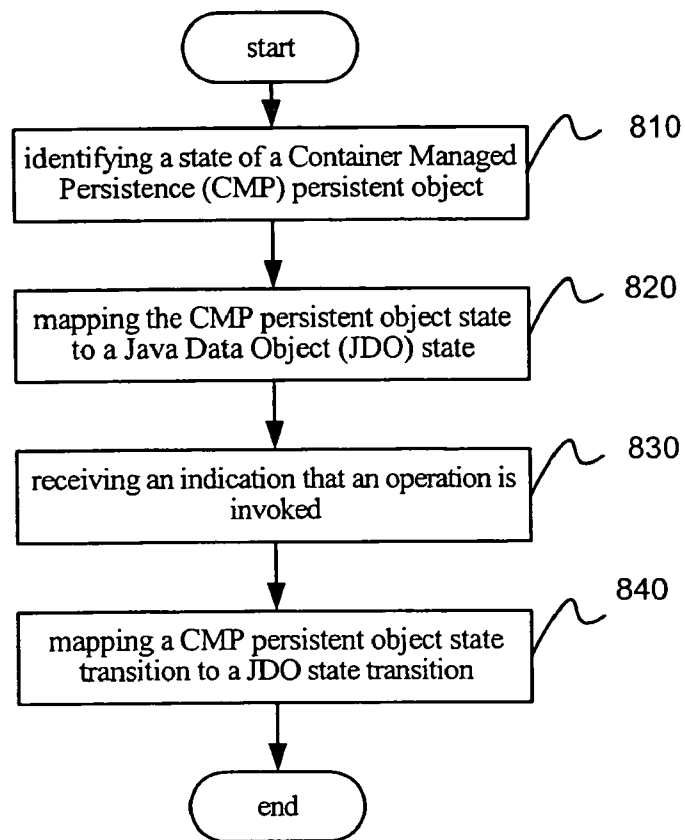 start
810
identifying a state of a Container Managed
Persistence (CMP) persistent object
820
mapping the CMP persistent object state
to a Java Data Object (JDO) state
830
receiving an indication that an operation is
invoked
840
mapping a CMP persistent object state
transition to a JDO state transition
end